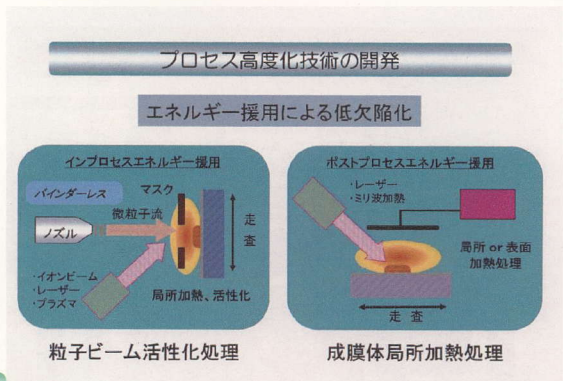 プロセス高度化技術の開発
エネルギー援用による低欠陥化
インプロセスエネルギー援用
バインダーレス
マスク
微粒子流
ノズル
走査
・イオンビーム
・レーザー
・プラズマ
局所加熱、活性化
粒子ビーム活性化処理
ポストプロセスエネルギー援用
・レーザー
・ミリ波加熱
局所 or 表面
加熱処理
走 査
成膜体局所加熱処理